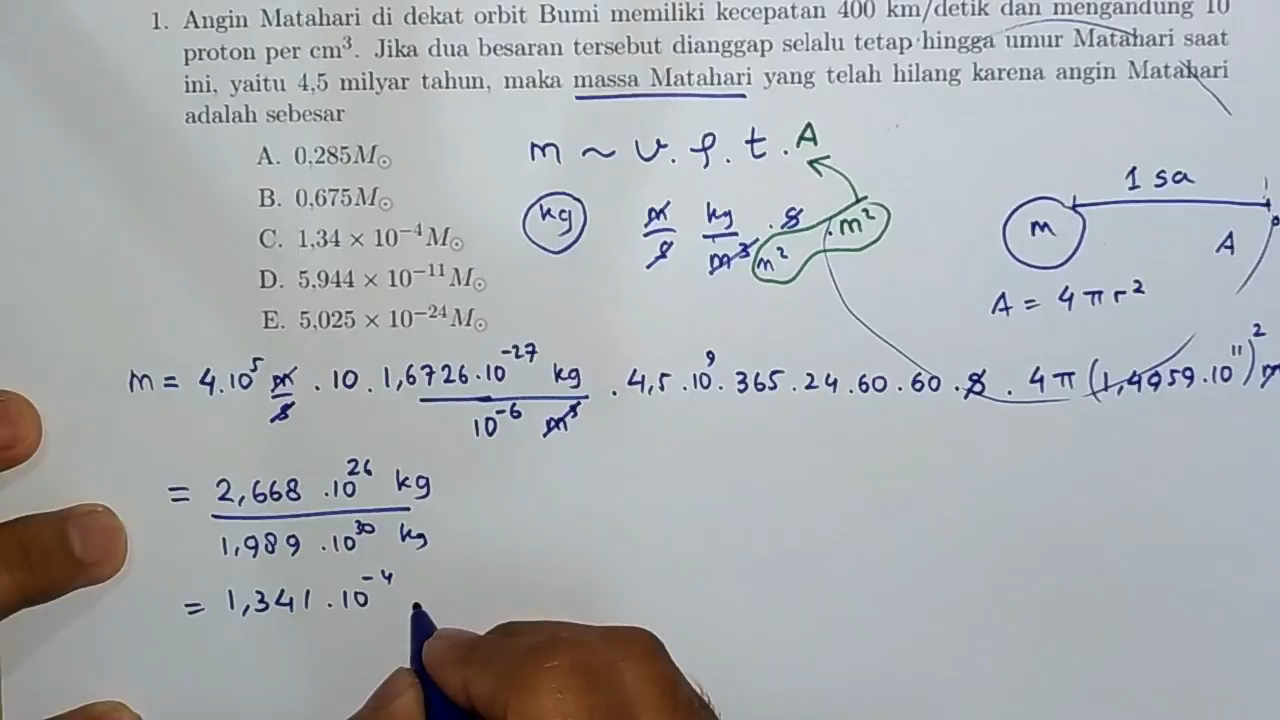 1. Angin Matahari di dekat orbit Bumi memiliki kecepatan 400 km/detik dan mengandung 10
proton per cm³. Jika dua besaran tersebut dianggap selalu tetap hingga umur Matahari saat
ini, yaitu 4,5 milyar tahun, maka massa Matahari yang telah hilang karena angin Matahari
adalah sebesar
A. 0,285M☉
B. 0,675M☉
C. 1,34 × 10⁻⁴M☉
D. 5,944 × 10⁻¹¹M☉
E. 5,025 × 10⁻²⁴M☉
m ~ v. ρ. t. A
kg m/s kg/m³ . s . m²
m²
1 sa
m
A
A = 4πr²
m = 4.10⁵ m/s . 10 . 1,6726.10⁻²⁷ kg / 10⁻⁶ m³ . 4,5 .10⁹. 365 . 24 .60 .60 . s . 4π (1,4959.10¹¹)² m
= 2,668 .10²⁶ kg / 1,989 .10³⁰ kg
= 1,341 .10⁻⁴